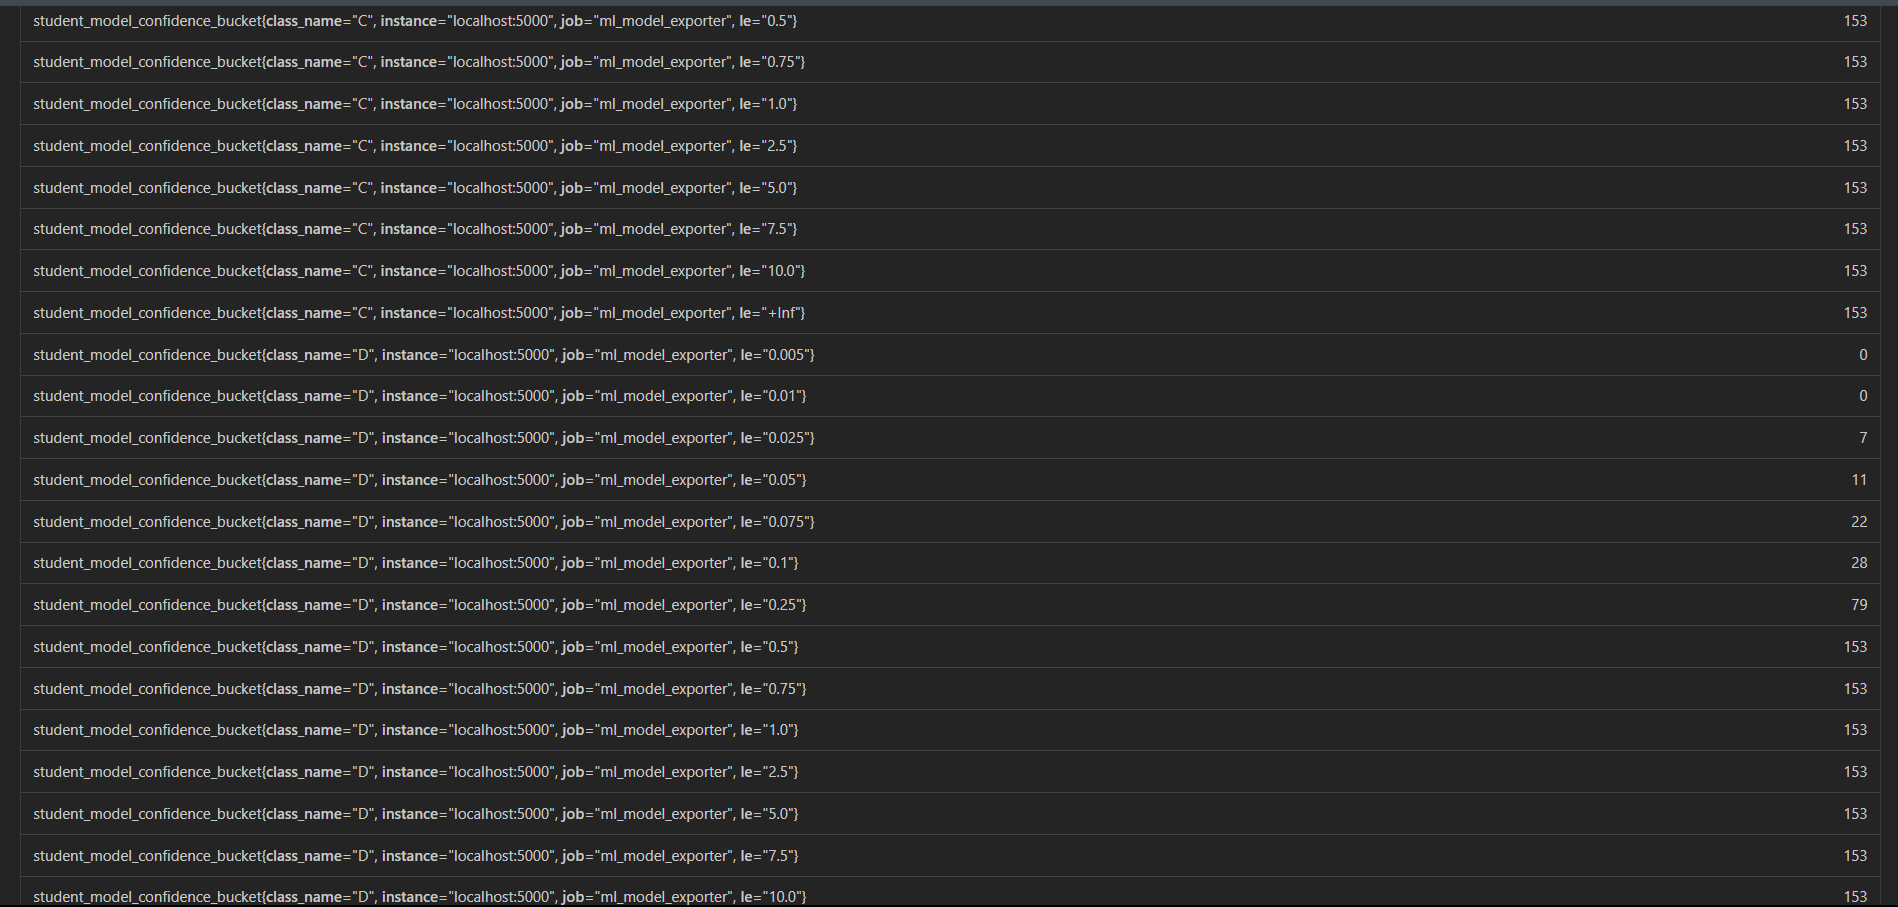 student_model_confidence_bucket{class_name="C", instance="localhost:5000", job="ml_model_exporter", le="0.5"} 153
student_model_confidence_bucket{class_name="C", instance="localhost:5000", job="ml_model_exporter", le="0.75"} 153
student_model_confidence_bucket{class_name="C", instance="localhost:5000", job="ml_model_exporter", le="1.0"} 153
student_model_confidence_bucket{class_name="C", instance="localhost:5000", job="ml_model_exporter", le="2.5"} 153
student_model_confidence_bucket{class_name="C", instance="localhost:5000", job="ml_model_exporter", le="5.0"} 153
student_model_confidence_bucket{class_name="C", instance="localhost:5000", job="ml_model_exporter", le="7.5"} 153
student_model_confidence_bucket{class_name="C", instance="localhost:5000", job="ml_model_exporter", le="10.0"} 153
student_model_confidence_bucket{class_name="C", instance="localhost:5000", job="ml_model_exporter", le="+Inf"} 153
student_model_confidence_bucket{class_name="D", instance="localhost:5000", job="ml_model_exporter", le="0.005"} 0
student_model_confidence_bucket{class_name="D", instance="localhost:5000", job="ml_model_exporter", le="0.01"} 0
student_model_confidence_bucket{class_name="D", instance="localhost:5000", job="ml_model_exporter", le="0.025"} 7
student_model_confidence_bucket{class_name="D", instance="localhost:5000", job="ml_model_exporter", le="0.05"} 11
student_model_confidence_bucket{class_name="D", instance="localhost:5000", job="ml_model_exporter", le="0.075"} 22
student_model_confidence_bucket{class_name="D", instance="localhost:5000", job="ml_model_exporter", le="0.1"} 28
student_model_confidence_bucket{class_name="D", instance="localhost:5000", job="ml_model_exporter", le="0.25"} 79
student_model_confidence_bucket{class_name="D", instance="localhost:5000", job="ml_model_exporter", le="0.5"} 153
student_model_confidence_bucket{class_name="D", instance="localhost:5000", job="ml_model_exporter", le="0.75"} 153
student_model_confidence_bucket{class_name="D", instance="localhost:5000", job="ml_model_exporter", le="1.0"} 153
student_model_confidence_bucket{class_name="D", instance="localhost:5000", job="ml_model_exporter", le="2.5"} 153
student_model_confidence_bucket{class_name="D", instance="localhost:5000", job="ml_model_exporter", le="5.0"} 153
student_model_confidence_bucket{class_name="D", instance="localhost:5000", job="ml_model_exporter", le="7.5"} 153
student_model_confidence_bucket{class_name="D", instance="localhost:5000", job="ml_model_exporter", le="10.0"} 153